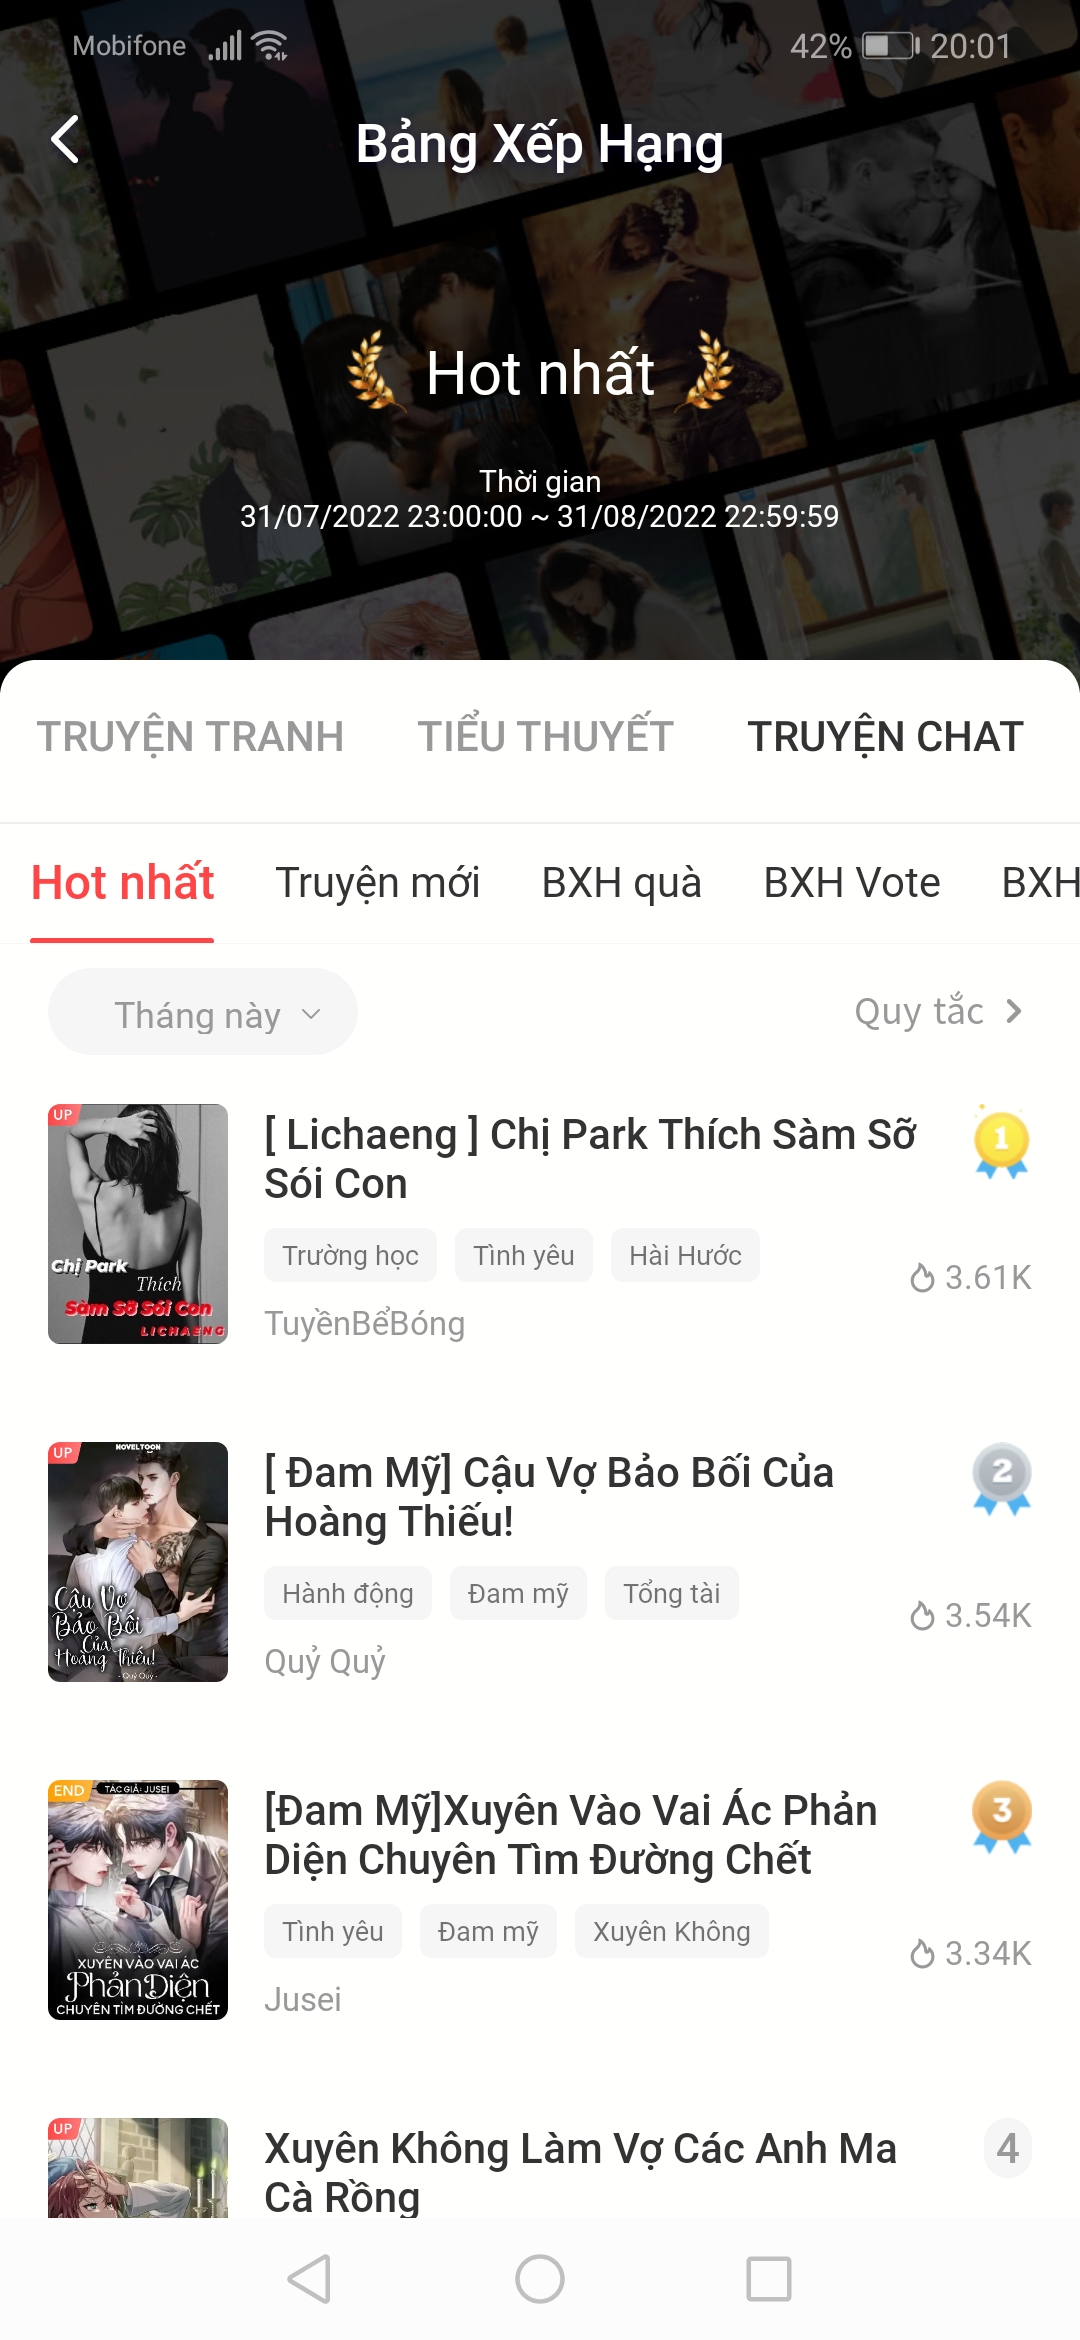 Mobifone
42%
20:01
Bảng Xếp Hạng
Hot nhất
Thời gian
31/07/2022 23:00:00 ~ 31/08/2022 22:59:59
TRUYỆN TRANH
TIỂU THUYẾT
TRUYỆN CHAT
Hot nhất
Truyện mới
BXH quà
BXH Vote
BXH
Tháng này
Quy tắc
UP
Chị Park
Thích
Sàm Sỡ Sói Con
LICHAENG
[ Lichaeng ] Chị Park Thích Sàm Sỡ
Sói Con
1
Trường học
Tình yêu
Hài Hước
3.61K
TuyềnBểBóng
UP
NOVELTOON
Cậu Vợ
Bảo Bối
Của
Hoàng Thiếu!
- Quỷ Quỷ -
[ Đam Mỹ] Cậu Vợ Bảo Bối Của
Hoàng Thiếu!
2
Hành động
Đam mỹ
Tổng tài
3.54K
Quỷ Quỷ
END
TÁC GIẢ: JUSEI
XUYÊN VÀO VAI ÁC
Phản Diện
CHUYÊN TÌM ĐƯỜNG CHẾT
[Đam Mỹ]Xuyên Vào Vai Ác Phản
Diện Chuyên Tìm Đường Chết
3
Tình yêu
Đam mỹ
Xuyên Không
3.34K
Jusei
UP
Xuyên Không Làm Vợ Các Anh Ma
Cà Rồng
4